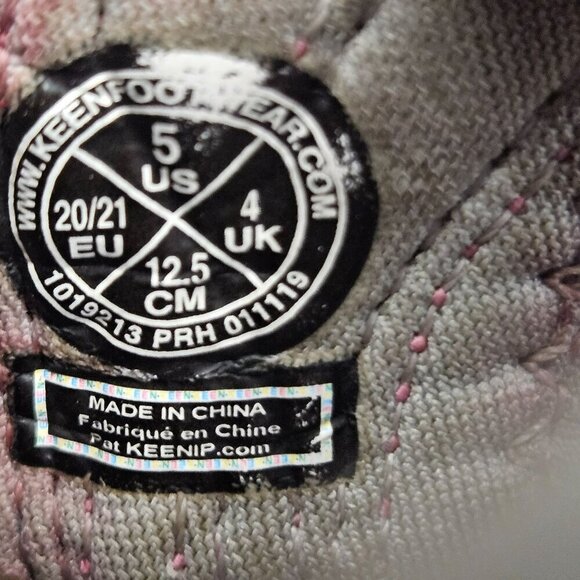 WWW.KEENFOOTWEAR.COM
5
US
20/21
EU
4
UK
12.5
CM
1019213 PRH 011119
MADE IN CHINA
Fabriqué en Chine
Pat KEENIP.com